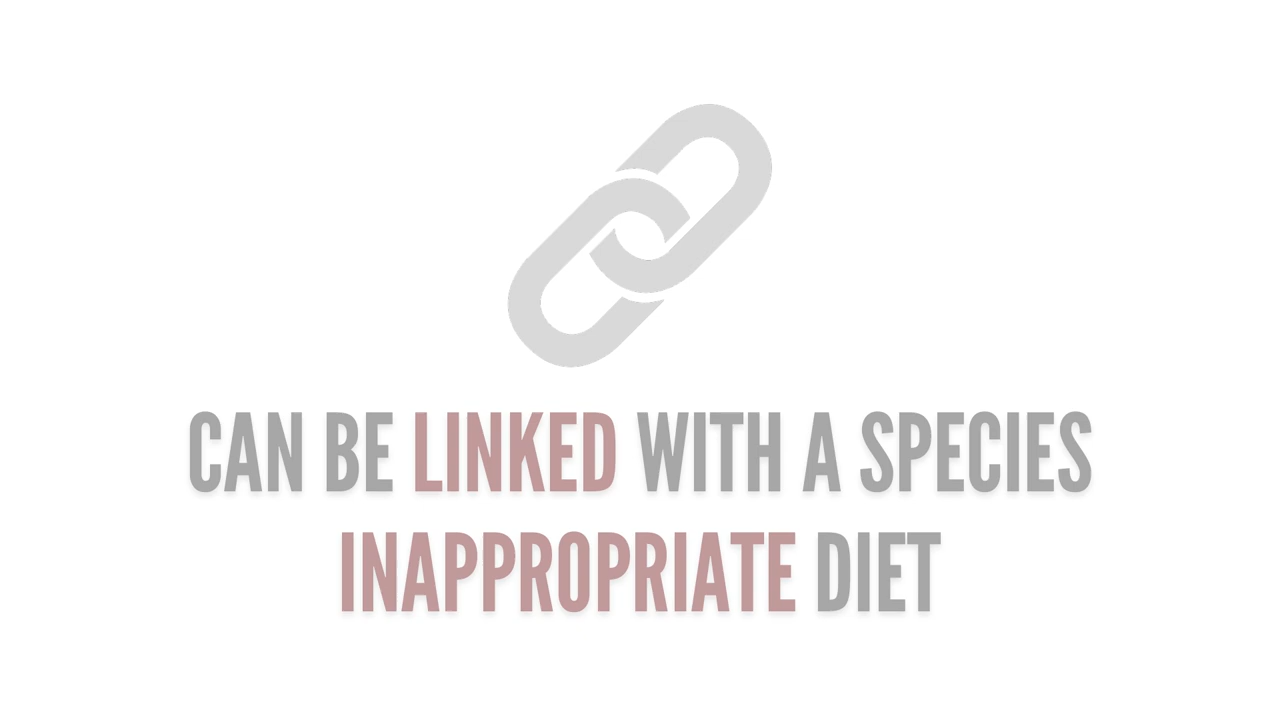 CAN BE LINKED WITH A SPECIES
INAPPROPRIATE DIET